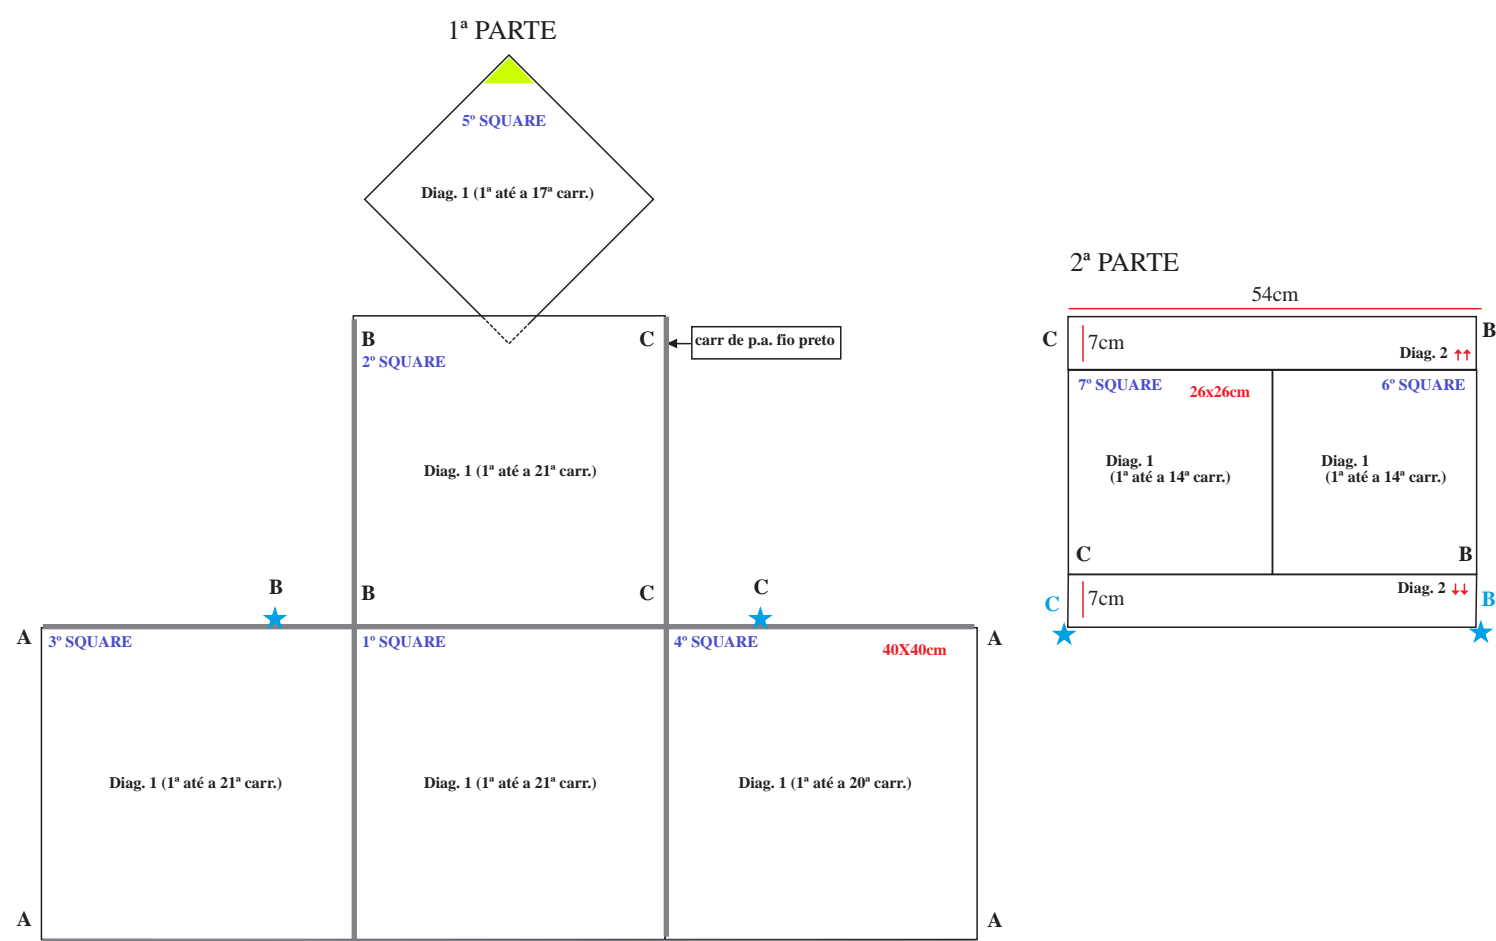 1ª PARTE
5º SQUARE
Diag. 1 (1ª até a 17ª carr.)
B
C
carr de p.a. fio preto
2º SQUARE
Diag. 1 (1ª até a 21ª carr.)
B
B
C
C
A
3º SQUARE
1º SQUARE
4º SQUARE
40X40cm
A
Diag. 1 (1ª até a 21ª carr.)
Diag. 1 (1ª até a 21ª carr.)
Diag. 1 (1ª até a 20ª carr.)
A
A
2ª PARTE
54cm
C
7cm
B
Diag. 2 ↑↑
7º SQUARE
26x26cm
6º SQUARE
Diag. 1
(1ª até a 14ª carr.)
Diag. 1
(1ª até a 14ª carr.)
C
B
C
7cm
Diag. 2 ↓↓
B